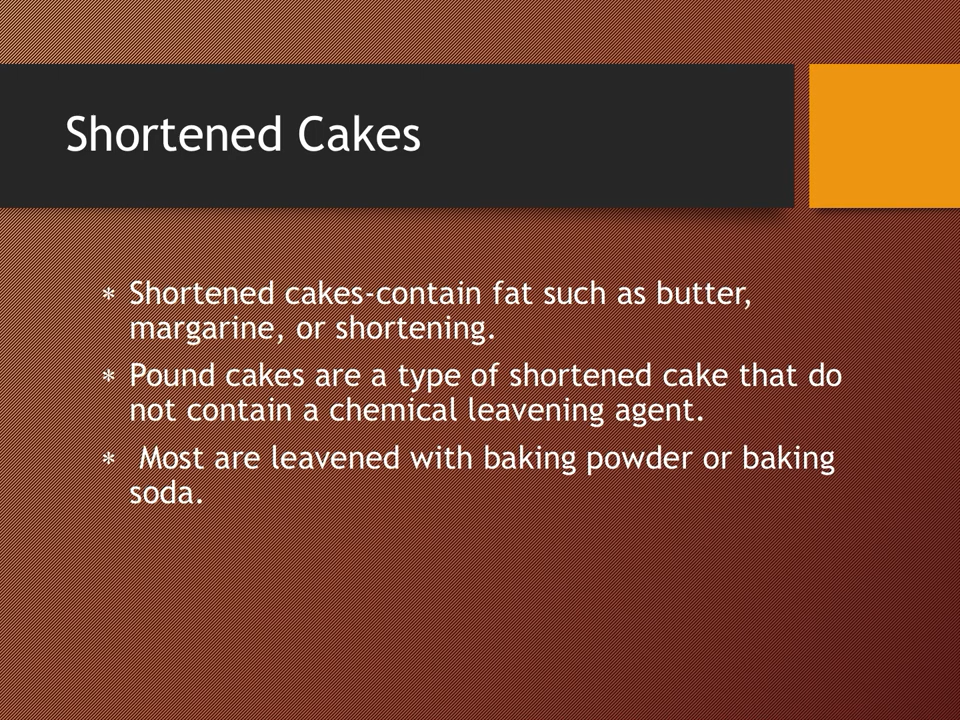 Shortened Cakes
* Shortened cakes-contain fat such as butter,
margarine, or shortening.
* Pound cakes are a type of shortened cake that do
not contain a chemical leavening agent.
* Most are leavened with baking powder or baking
soda.